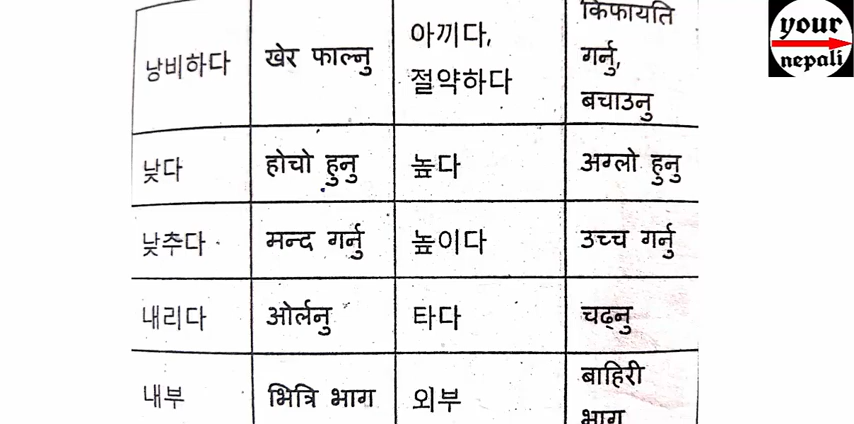 낭비하다 खेर फाल्नु 아끼다, 절약하다 किफायति गर्नु, बचाउनु
낮다 होचो हुनु 높다 अग्लो हुनु
낮추다 मन्द गर्नु 높이다 उच्च गर्नु
내리다 ओर्लनु 타다 चढ्नु
내부 भित्रि भाग 외부 बाहिरी भाग
your
nepali